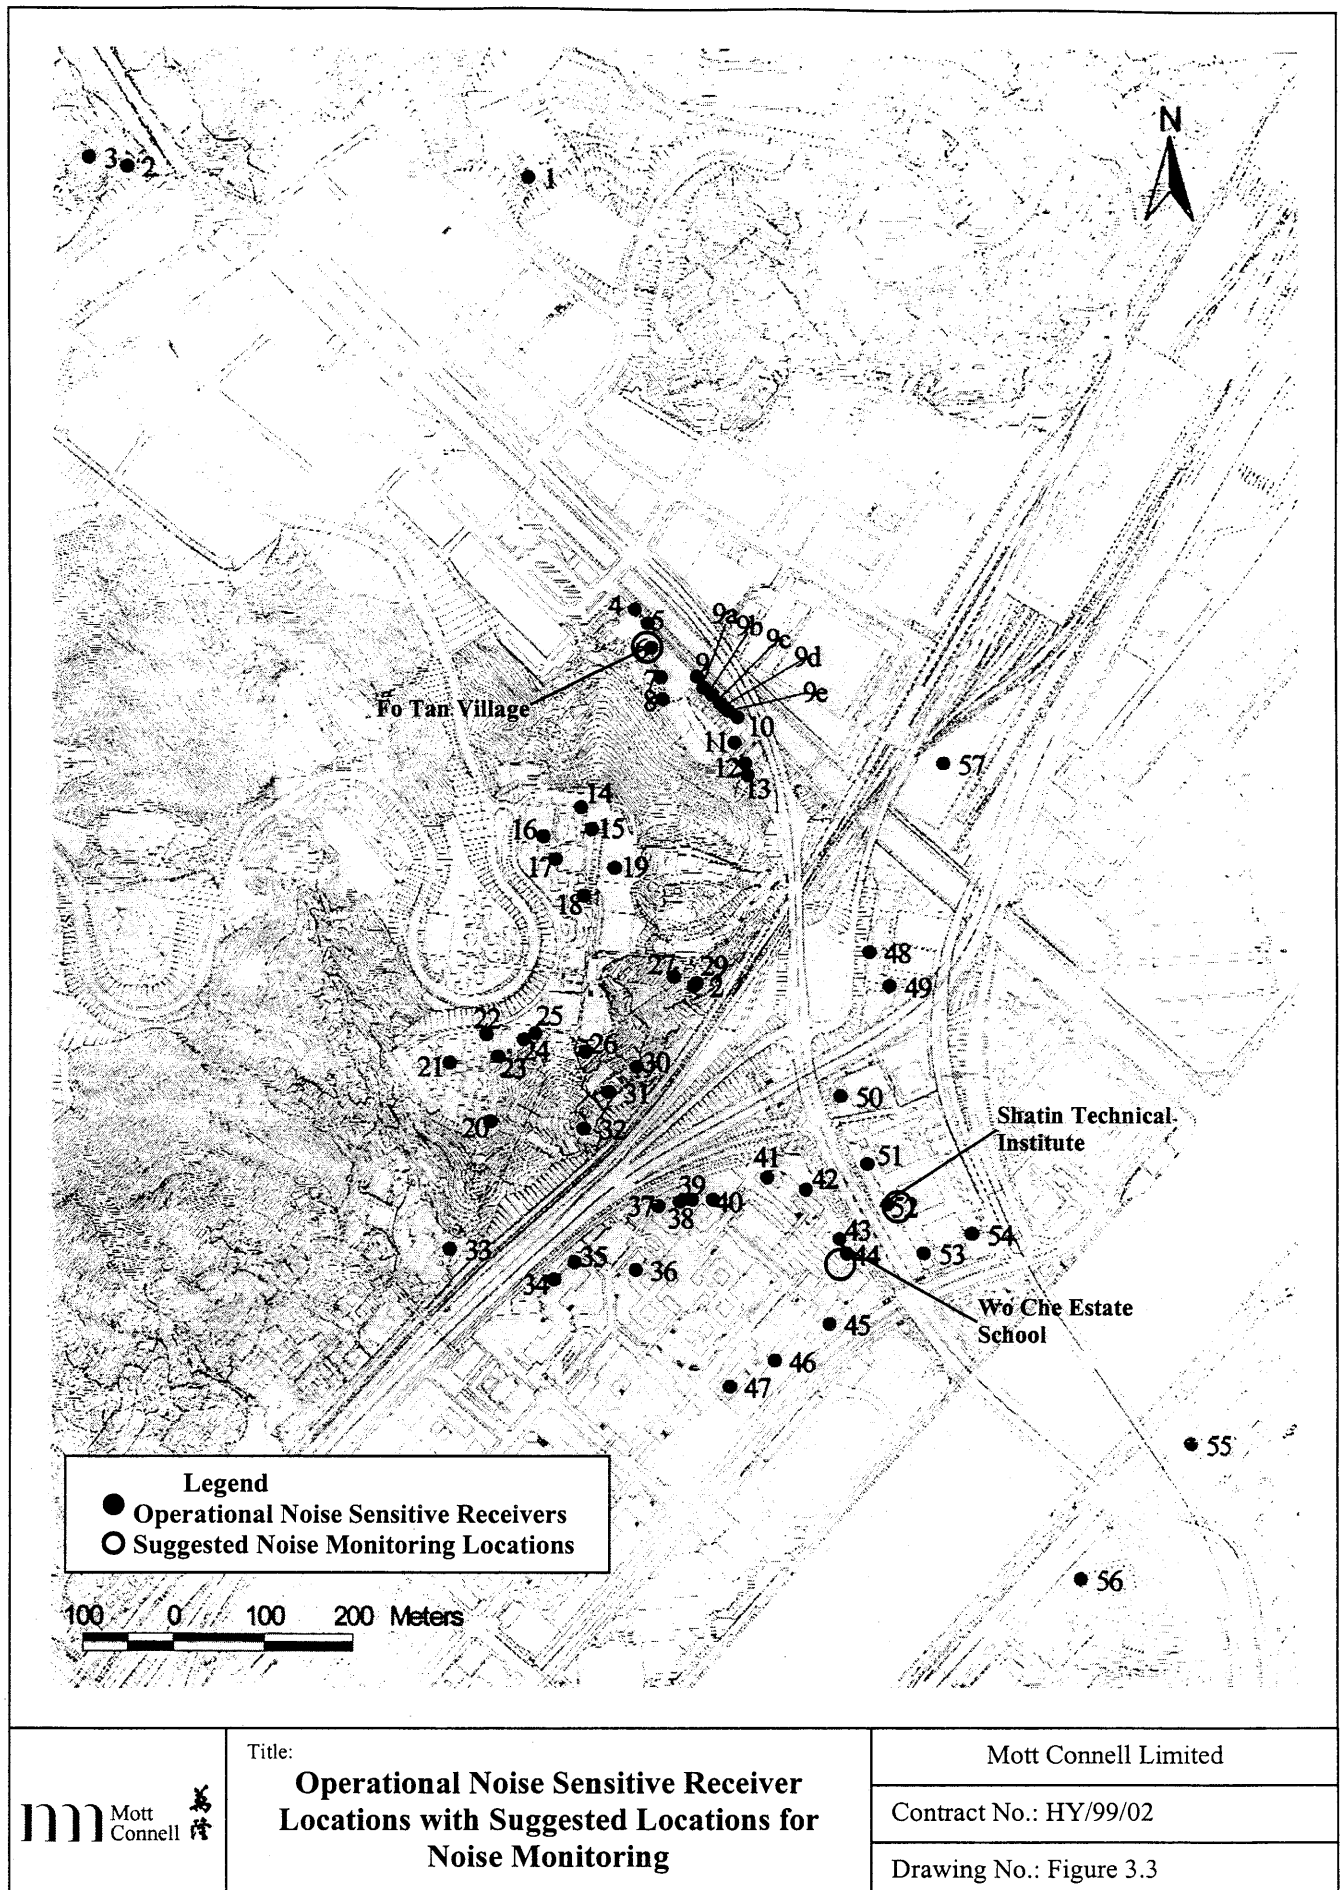 N
3
2
1
4
5
6
7
8
9
9a
9b
9c
9d
9e
10
11
12
13
Fo Tan Village
57
14
15
16
17
18
19
48
49
27
29
2
22
25
24
23
21
26
30
31
20
32
50
Shatin Technical
Institute
51
52
41
42
39
40
37
38
43
44
54
53
33
35
34
36
Wo Che Estate
School
45
46
47
55
56
Legend
Operational Noise Sensitive Receivers
Suggested Noise Monitoring Locations
100 0 100 200 Meters
Mott
Connell
Title:
Operational Noise Sensitive Receiver
Locations with Suggested Locations for
Noise Monitoring
Mott Connell Limited
Contract No.: HY/99/02
Drawing No.: Figure 3.3